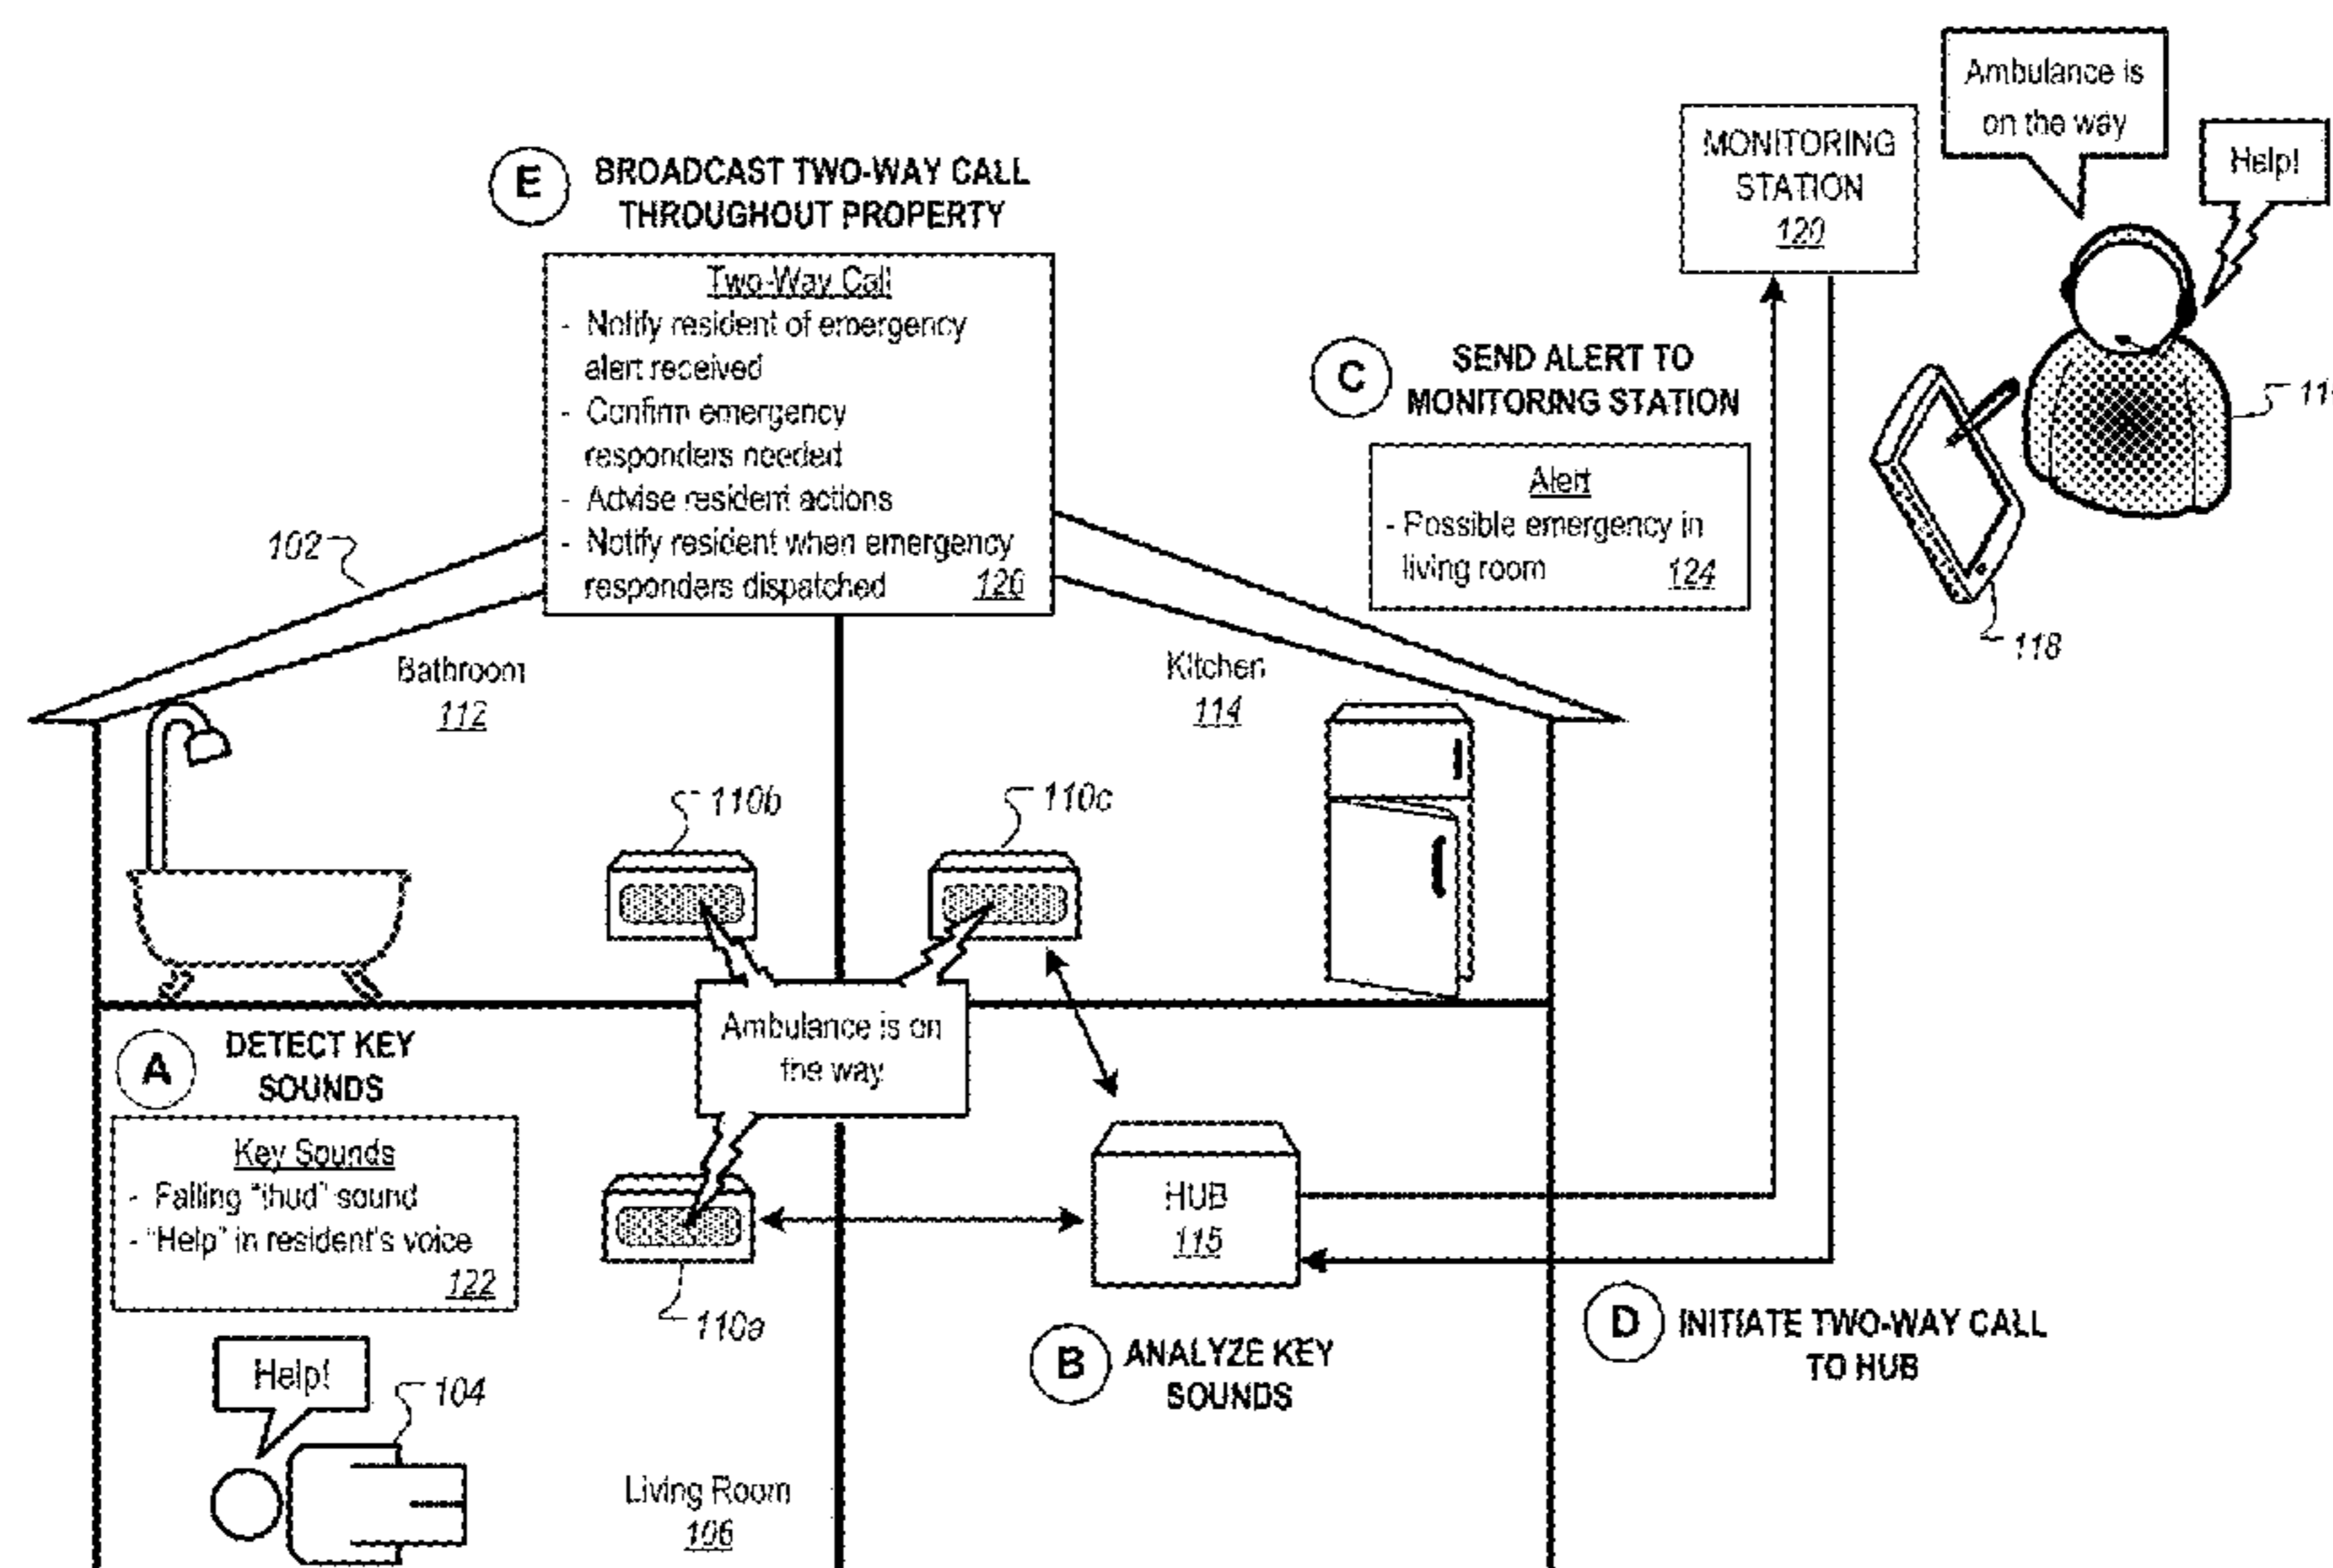 Ambulance is
on the way
Help!
MONITORING
STATION
120
E
BROADCAST TWO-WAY CALL
THROUGHOUT PROPERTY
Two-Way Call
- Notify resident of emergency
alert received
- Confirm emergency
responders needed
- Advise resident actions
- Notify resident when emergency
responders dispatched 126
C
SEND ALERT TO
MONITORING STATION
Alert
- Possible emergency in
living room 124
118
102
Bathroom
112
Kitchen
114
110b
110c
A
DETECT KEY
SOUNDS
Key Sounds
- Falling "thud" sound
- "Help" in resident's voice
122
Ambulance is on
the way
HUB
115
110a
B
ANALYZE KEY
SOUNDS
D
INITIATE TWO-WAY CALL
TO HUB
Help!
104
Living Room
106